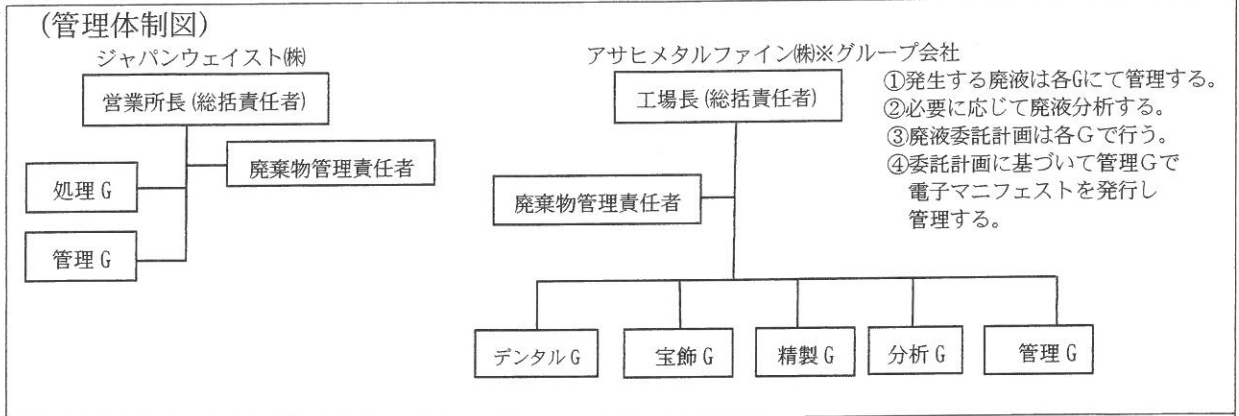 (管理体制図)
ジャパンウェイスト㈱
営業所長(総括責任者)
廃棄物管理責任者
処理G
管理G
アサヒメタルファイン㈱※グループ会社
工場長(総括責任者)
廃棄物管理責任者
デンタルG
宝飾G
精製G
分析G
管理G
①発生する廃液は各Gにて管理する。
②必要に応じて廃液分析する。
③廃液委託計画は各Gで行う。
④委託計画に基づいて管理Gで
電子マニフェストを発行し
管理する。